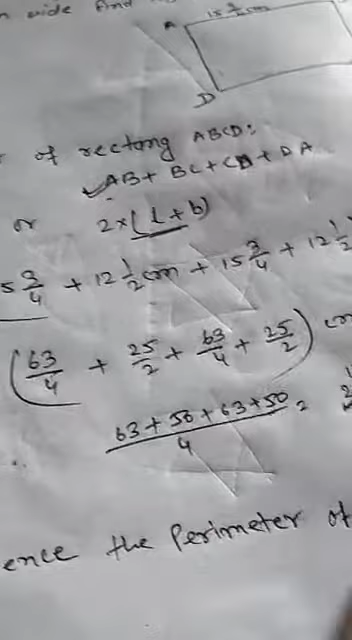 wide and
A 15 3/4 cm
D
of rectang ABCD:
AB + BC + CD + DA
or 2×(L+b)
5 3/4 + 12 1/2 cm + 15 3/4 + 12 1/2
(63/4 + 25/2 + 63/4 + 25/2) cm
63 + 50 + 63 + 50 / 4 =
ence the Perimeter of